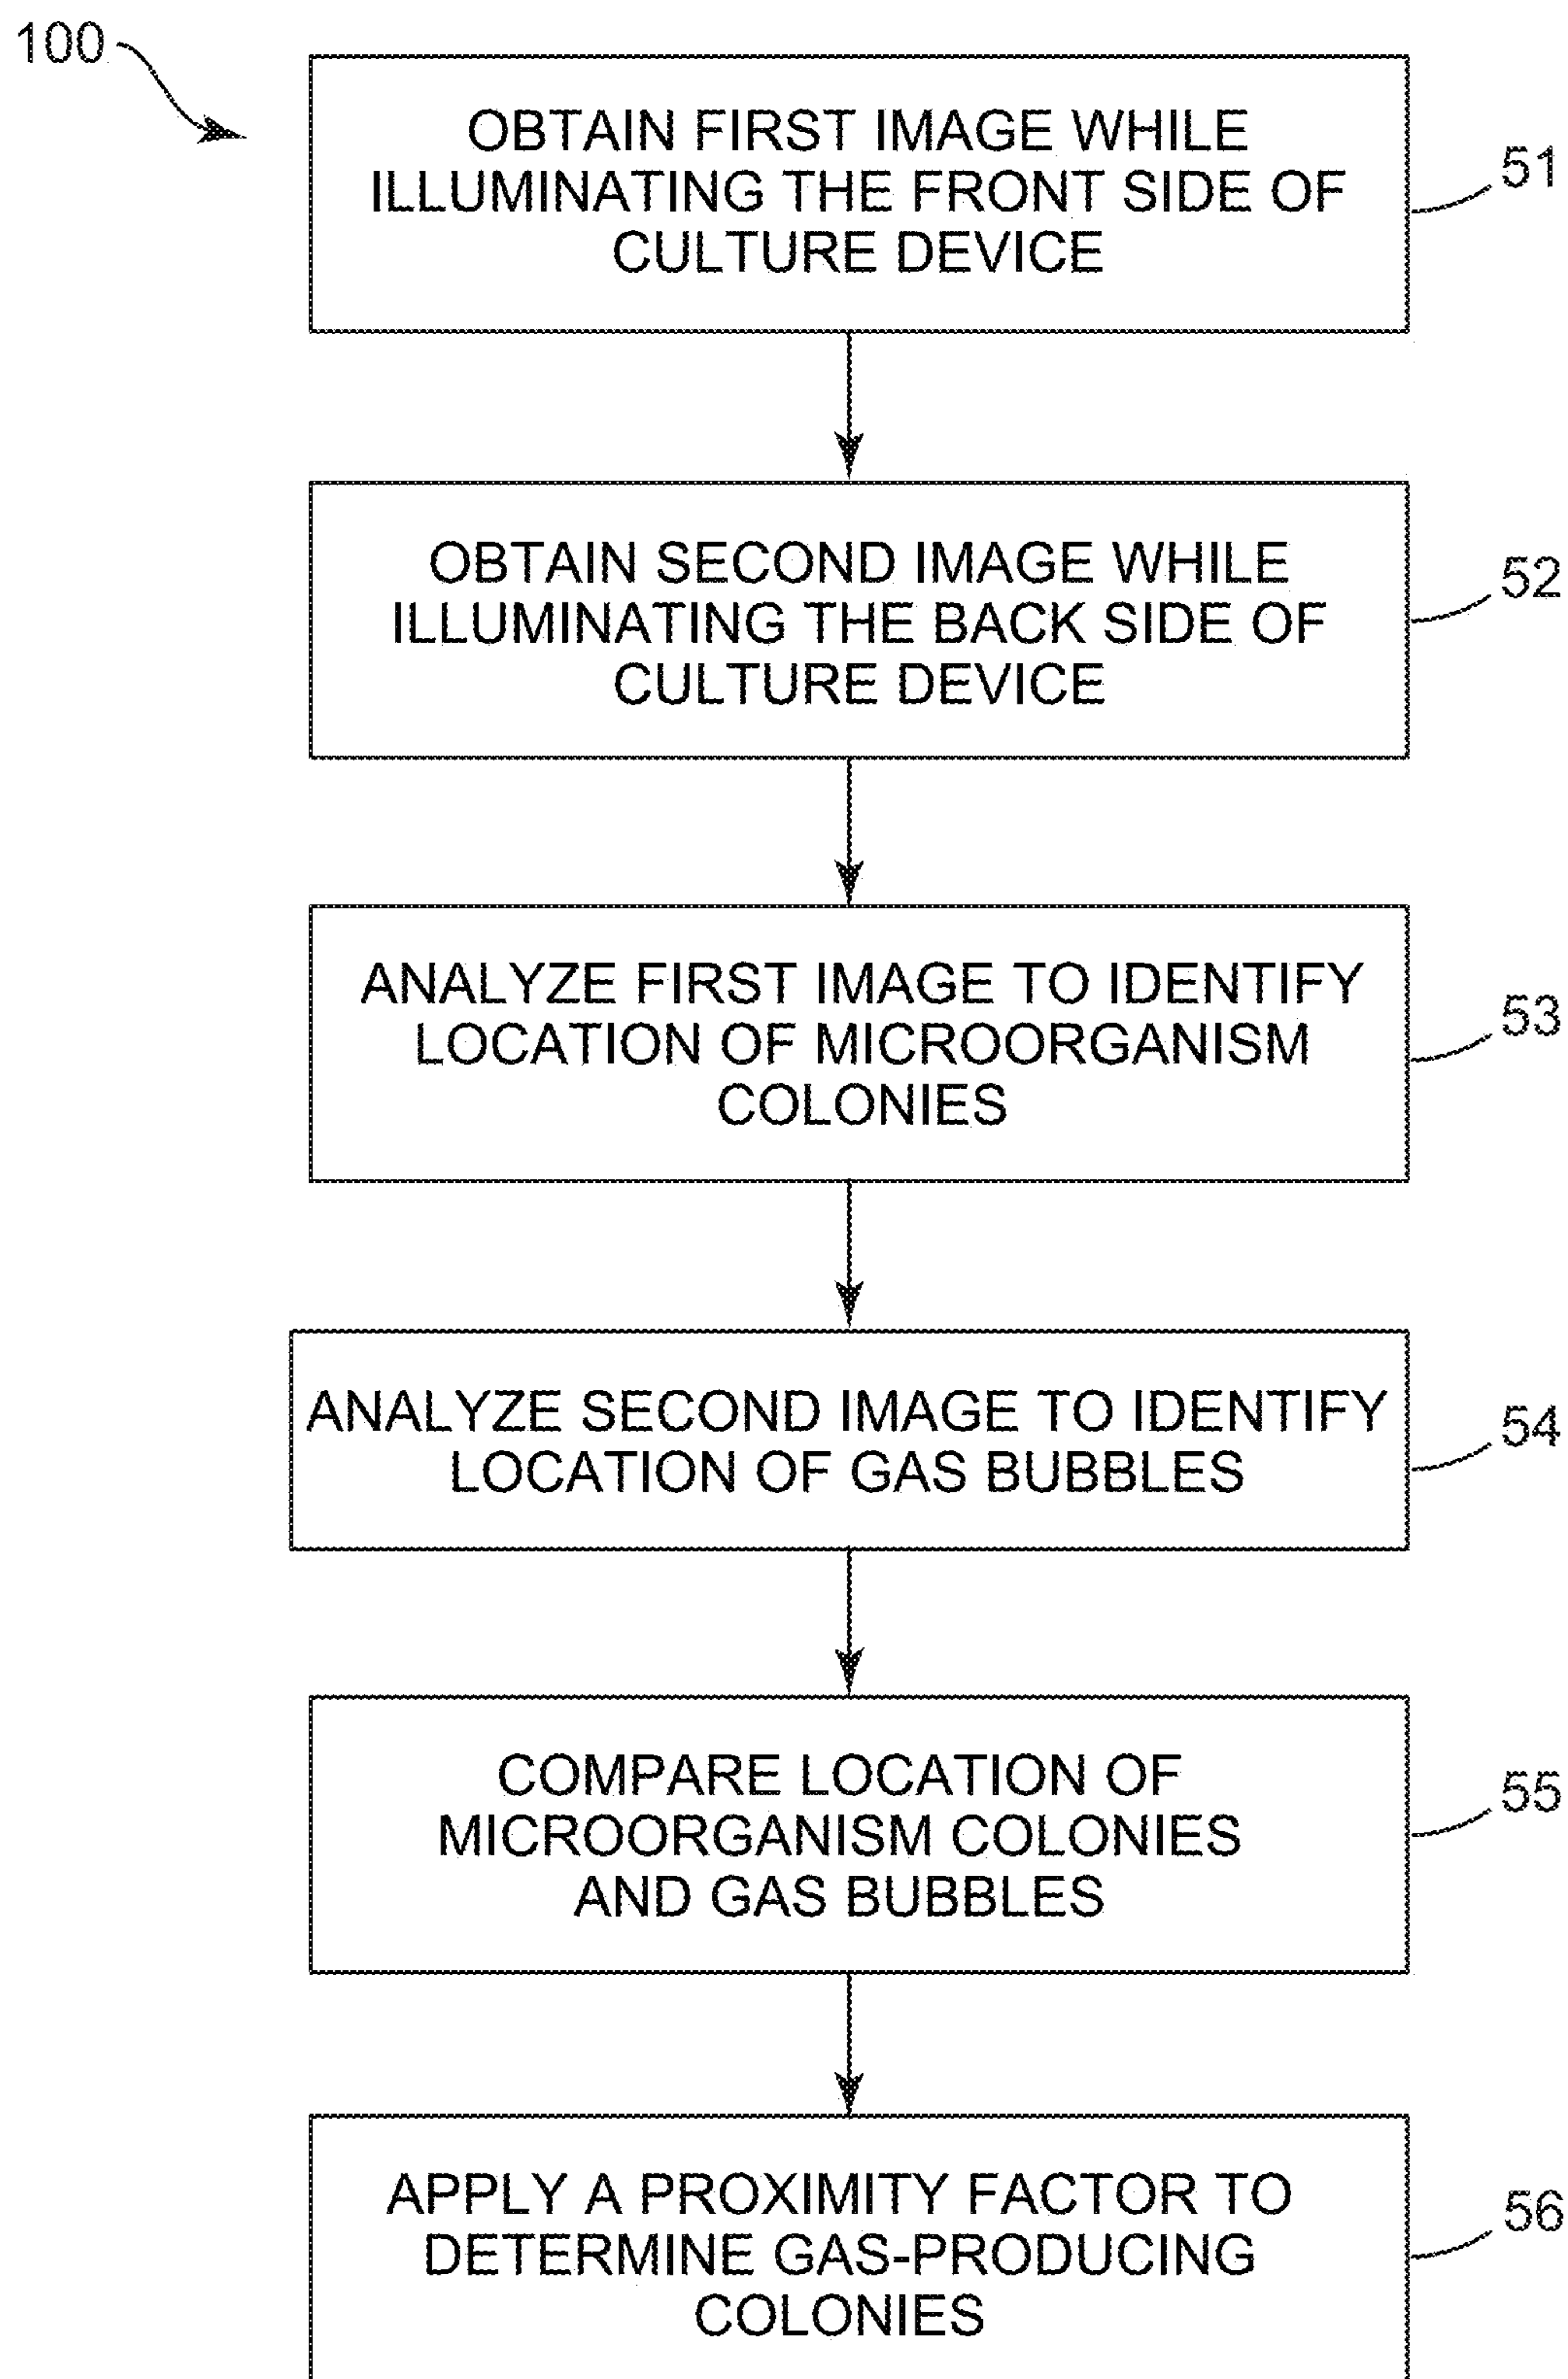 100
OBTAIN FIRST IMAGE WHILE
ILLUMINATING THE FRONT SIDE OF
CULTURE DEVICE
51
OBTAIN SECOND IMAGE WHILE
ILLUMINATING THE BACK SIDE OF
CULTURE DEVICE
52
ANALYZE FIRST IMAGE TO IDENTIFY
LOCATION OF MICROORGANISM
COLONIES
53
ANALYZE SECOND IMAGE TO IDENTIFY
LOCATION OF GAS BUBBLES
54
COMPARE LOCATION OF
MICROORGANISM COLONIES
AND GAS BUBBLES
55
APPLY A PROXIMITY FACTOR TO
DETERMINE GAS-PRODUCING
COLONIES
56